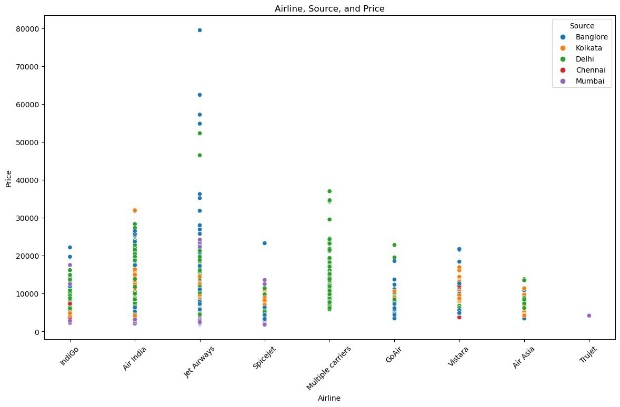 Airline, Source, and Price
Source
Banglore
Kolkata
Delhi
Chennai
Mumbai
80000
70000
60000
50000
40000
30000
20000
10000
0
Price
IndiGo
Air India
Jet Airways
SpiceJet
Multiple carriers
GoAir
Vistara
Air Asia
Trujet
Airline